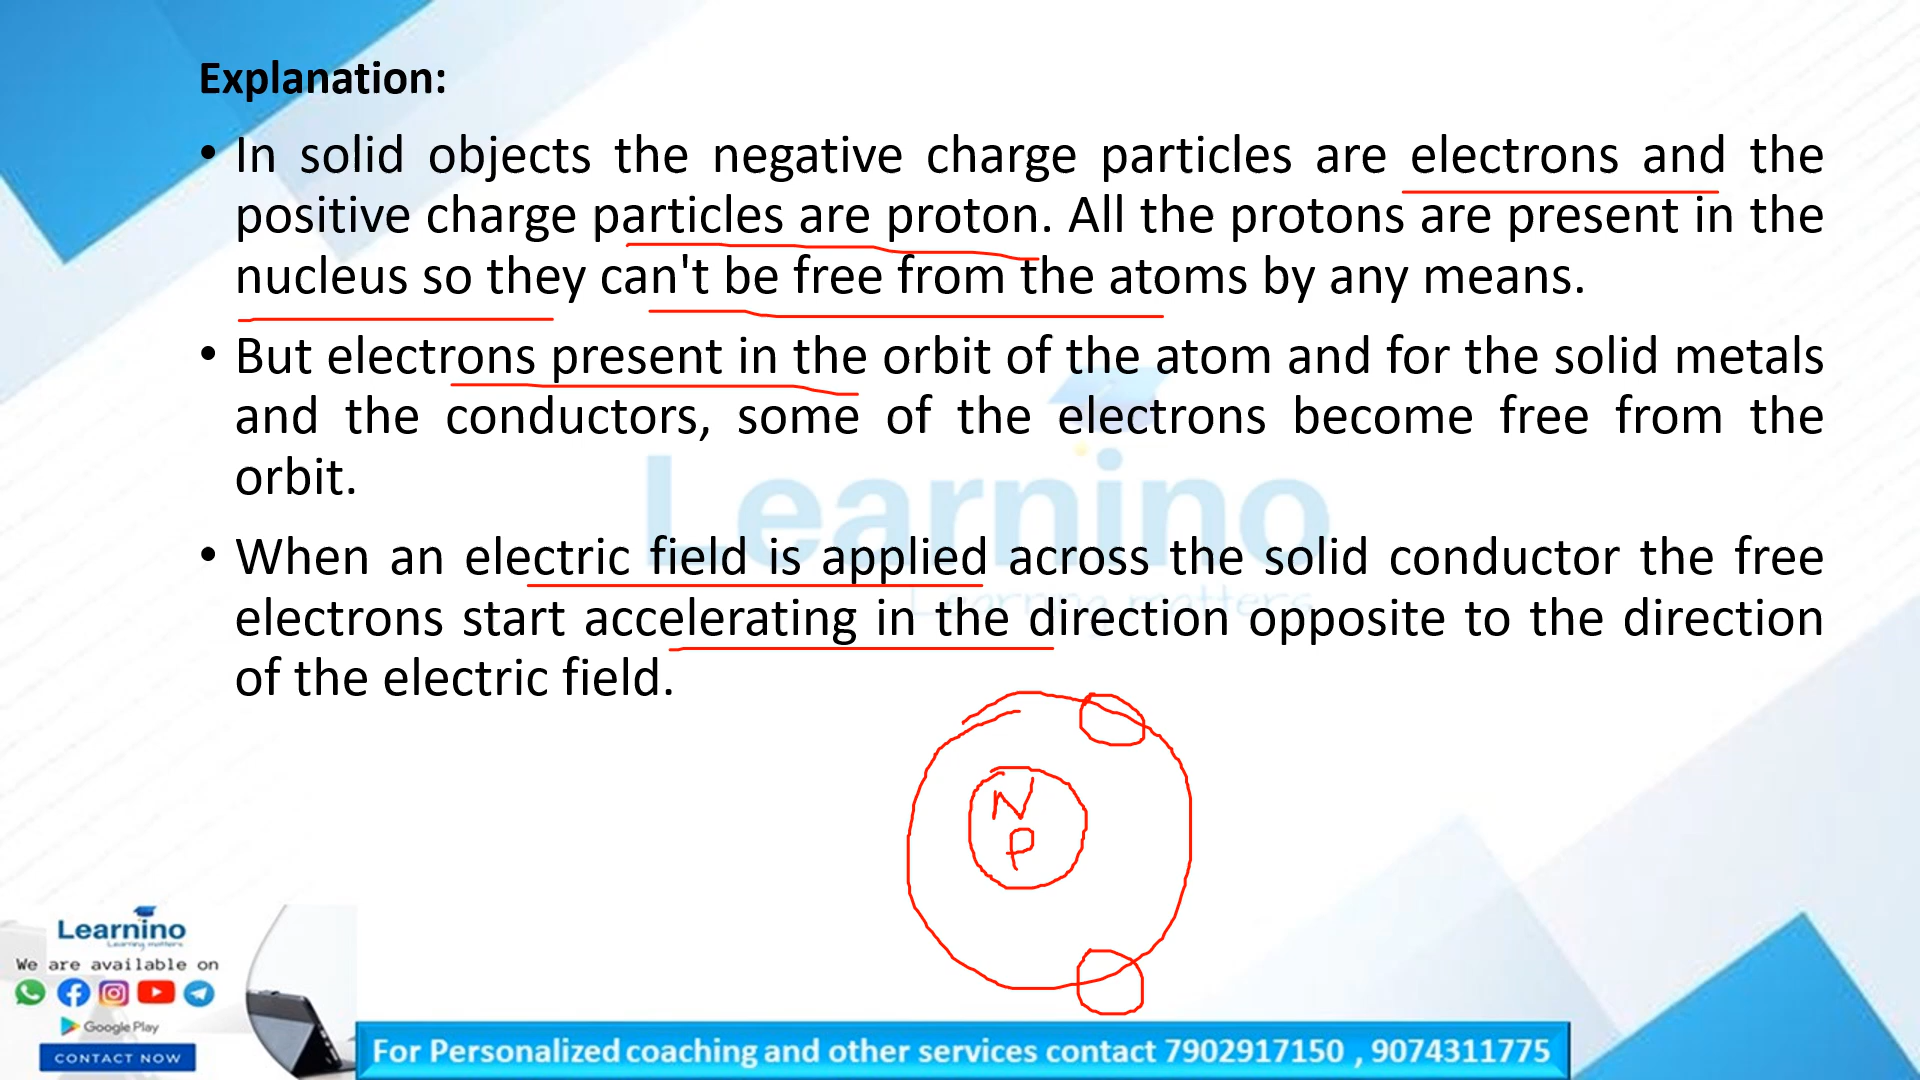 Explanation:
• In solid objects the negative charge particles are electrons and the
positive charge particles are proton. All the protons are present in the
nucleus so they can't be free from the atoms by any means.
• But electrons present in the orbit of the atom and for the solid metals
and the conductors, some of the electrons become free from the
orbit.
• When an electric field is applied across the solid conductor the free
electrons start accelerating in the direction opposite to the direction
of the electric field.
Learnino
Learning matters
N
P
Learnino
Learning matters
We are available on
Google Play
CONTACT NOW
For Personalized coaching and other services contact 7902917150 , 9074311775